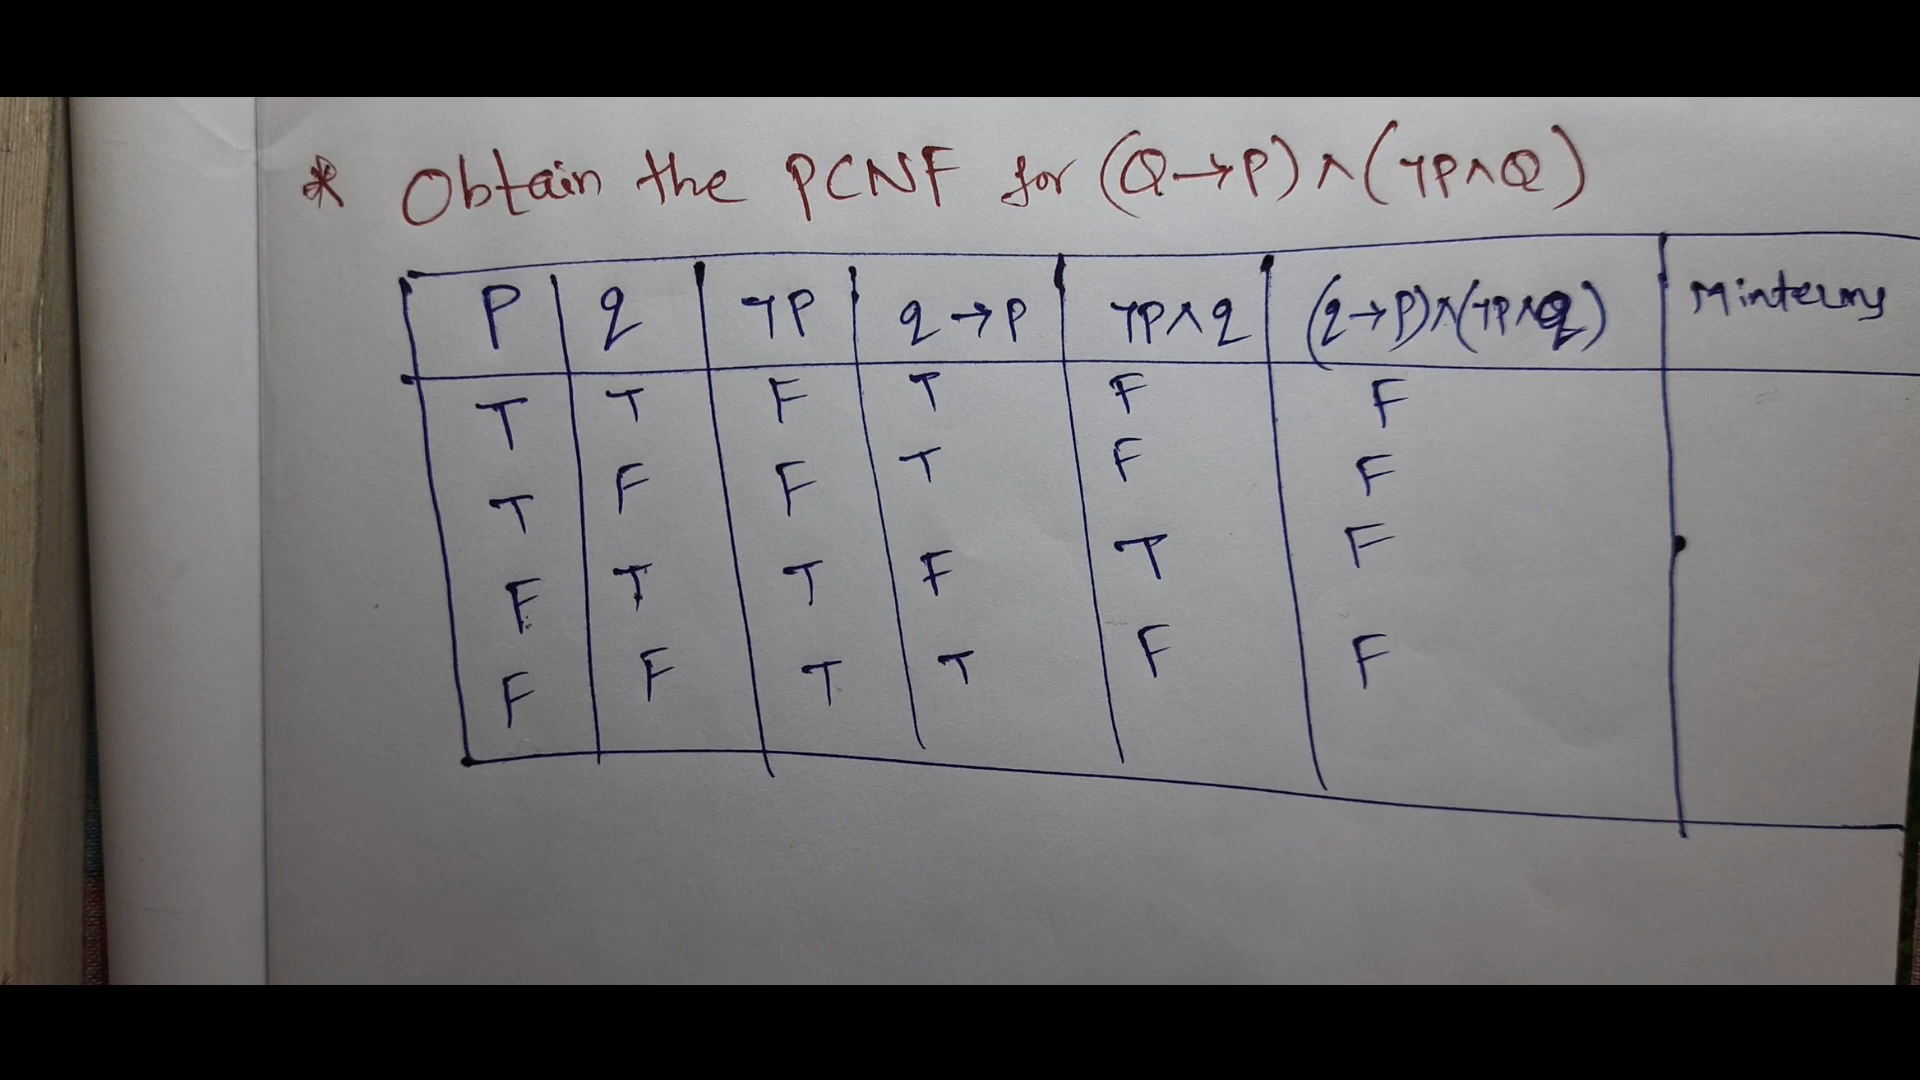 * Obtain the PCNF for (Q→P)∧(¬P∧Q)
P q ¬P q→P ¬P∧q (q→P)∧(¬P∧q) Minterms
T T F T F F
T F F T F F
F T T F T F
F F T T F F